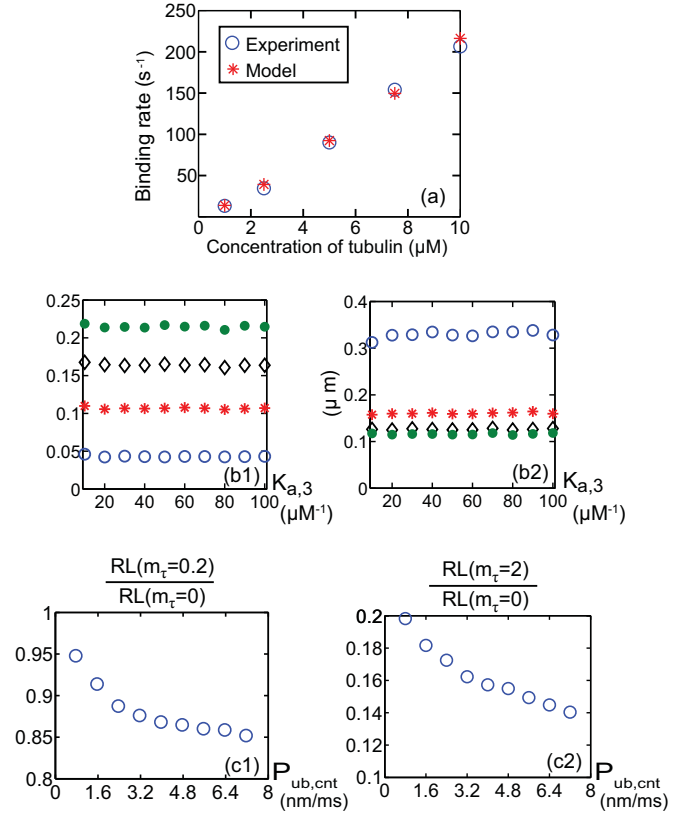 250
200
150
100
50
0 2 4 6 8 10
Binding rate (s⁻¹)
Experiment
Model
(a)
Concentration of tubulin (µM)
0.25
0.2
0.15
0.1
0.05
0
20 40 60 80 100
(b1)
K_a,3
(µM⁻¹)
0.4
0.3
0.2
0.1
0
(µ m)
20 40 60 80 100
(b2)
K_a,3
(µM⁻¹)
RL(m_τ=0.2)
RL(m_τ=0)
1
0.95
0.9
0.85
0.8
0 1.6 3.2 4.8 6.4 8
(c1)
P_ub,cnt
(nm/ms)
RL(m_τ=2)
RL(m_τ=0)
0.2
0.18
0.16
0.14
0.12
0.1
0 1.6 3.2 4.8 6.4 8
(c2)
P_ub,cnt
(nm/ms)